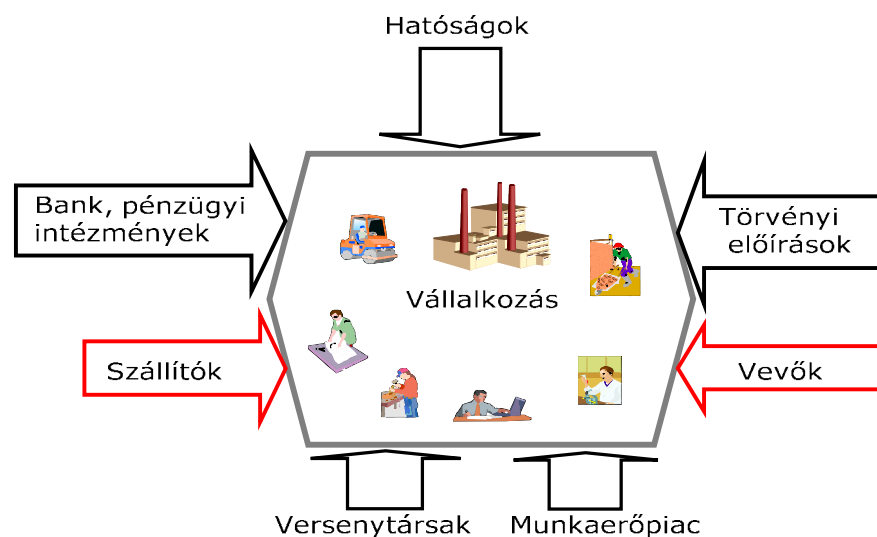 Hatóságok
Bank, pénzügyi
intézmények
Törvényi
előírások
Vállalkozás
Szállítók
Vevők
Versenytársak
Munkaerőpiac